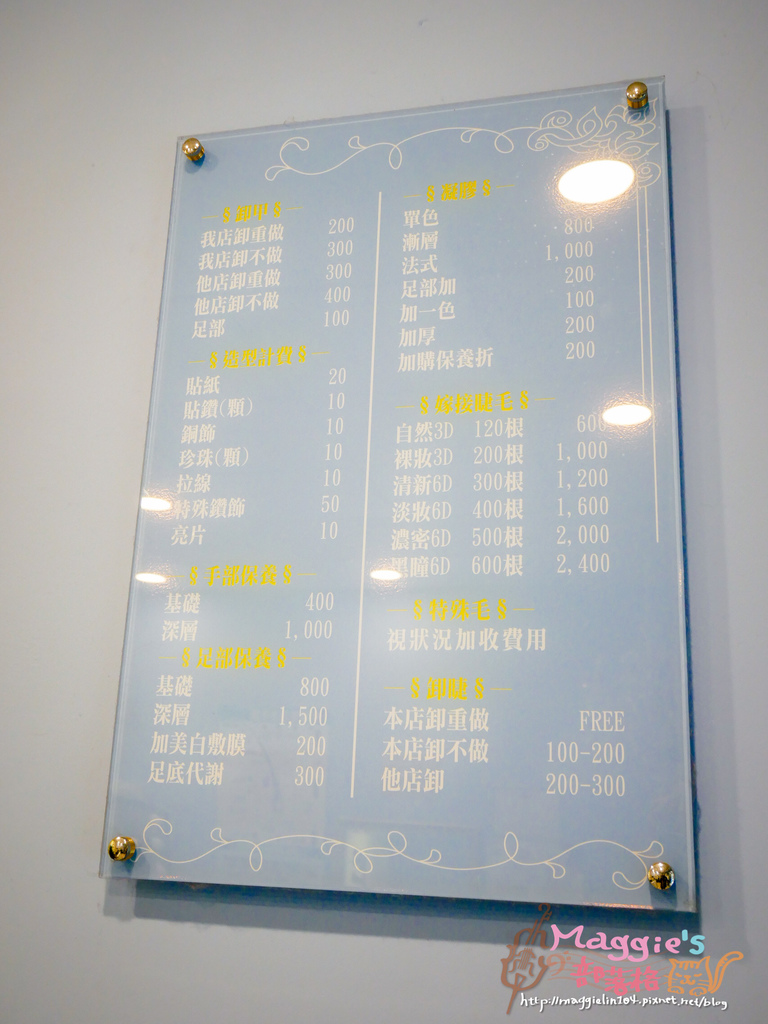 §卸甲§
我店卸重做 200
我店卸不做 300
他店卸重做 300
他店卸不做 400
足部 100
§造型計費§
貼紙 20
貼鑽(顆) 10
鋼飾 10
珍珠(顆) 10
拉線 10
特殊鑽飾 50
亮片 10
§手部保養§
基礎 400
深層 1,000
§足部保養§
基礎 800
深層 1,500
加美白敷膜 200
足底代謝 300
§凝膠§
單色
漸層 800
法式 1,000
足部加 200
加一色 100
加厚 200
加購保養折 200
§嫁接睫毛§
自然3D 120根 600
裸妝3D 200根 1,000
清新6D 300根 1,200
淡妝6D 400根 1,600
濃密6D 500根 2,000
黑瞳6D 600根 2,400
§特殊毛§
視狀況加收費用
§卸睫§
本店卸重做 FREE
本店卸不做 100-200
他店卸 200-300
Maggie's
部落格
http://maggielin104.pixnet.net/blog